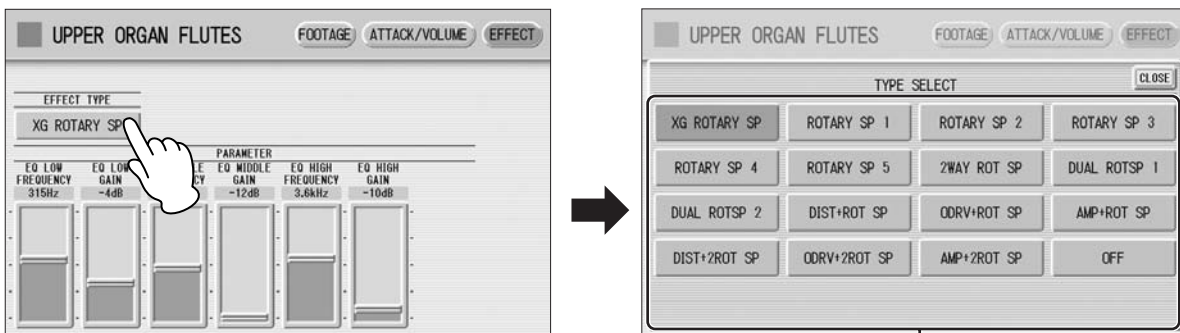 UPPER ORGAN FLUTES FOOTAGE ATTACK/VOLUME EFFECT
EFFECT TYPE
XG ROTARY SP
PARAMETER
EQ LOW FREQUENCY EQ LOW GAIN EQ MIDDLE GAIN EQ HIGH FREQUENCY EQ HIGH GAIN
315Hz -4dB -12dB 3.6kHz -10dB
UPPER ORGAN FLUTES FOOTAGE ATTACK/VOLUME EFFECT
TYPE SELECT CLOSE
XG ROTARY SP ROTARY SP 1 ROTARY SP 2 ROTARY SP 3
ROTARY SP 4 ROTARY SP 5 2WAY ROT SP DUAL ROTSP 1
DUAL ROTSP 2 DIST+ROT SP ODRV+ROT SP AMP+ROT SP
DIST+2ROT SP ODRV+2ROT SP AMP+2ROT SP OFF